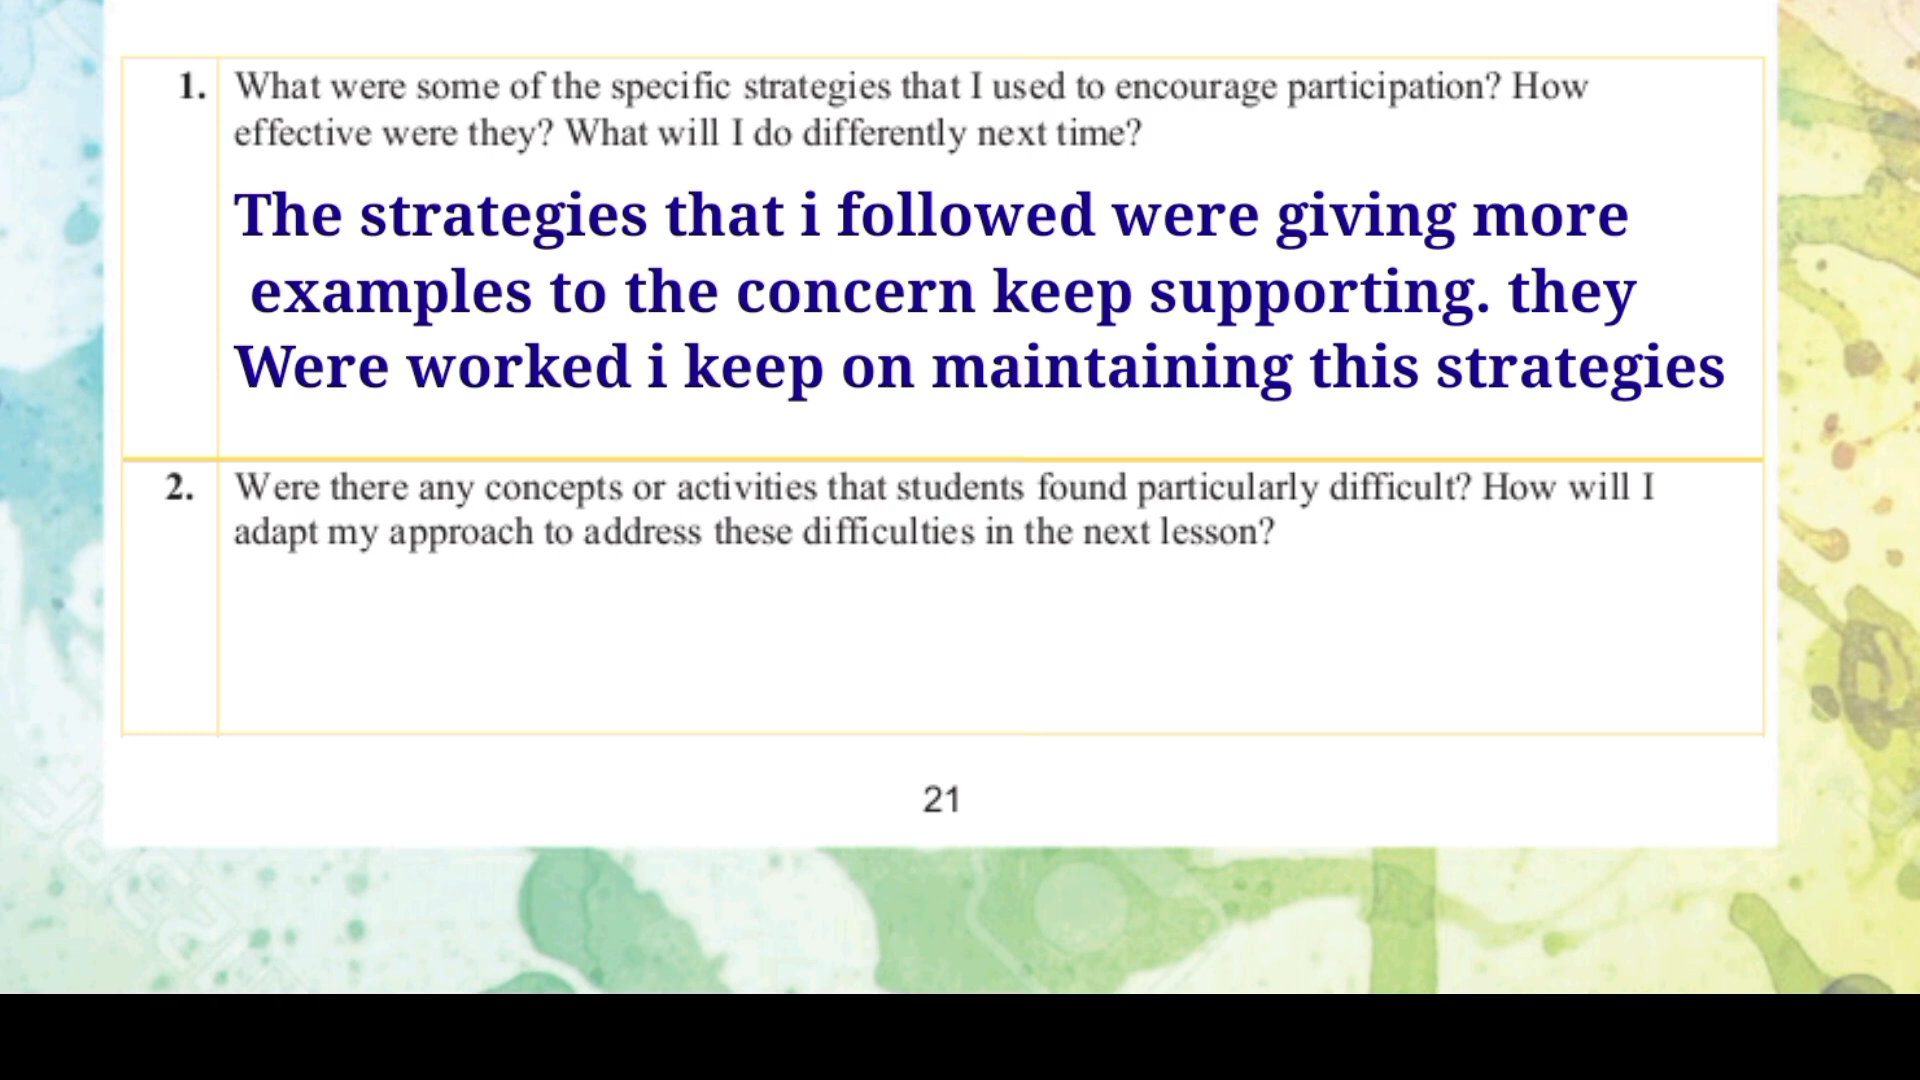 1. What were some of the specific strategies that I used to encourage participation? How
effective were they? What will I do differently next time?
The strategies that i followed were giving more
examples to the concern keep supporting. they
Were worked i keep on maintaining this strategies
2. Were there any concepts or activities that students found particularly difficult? How will I
adapt my approach to address these difficulties in the next lesson?
21